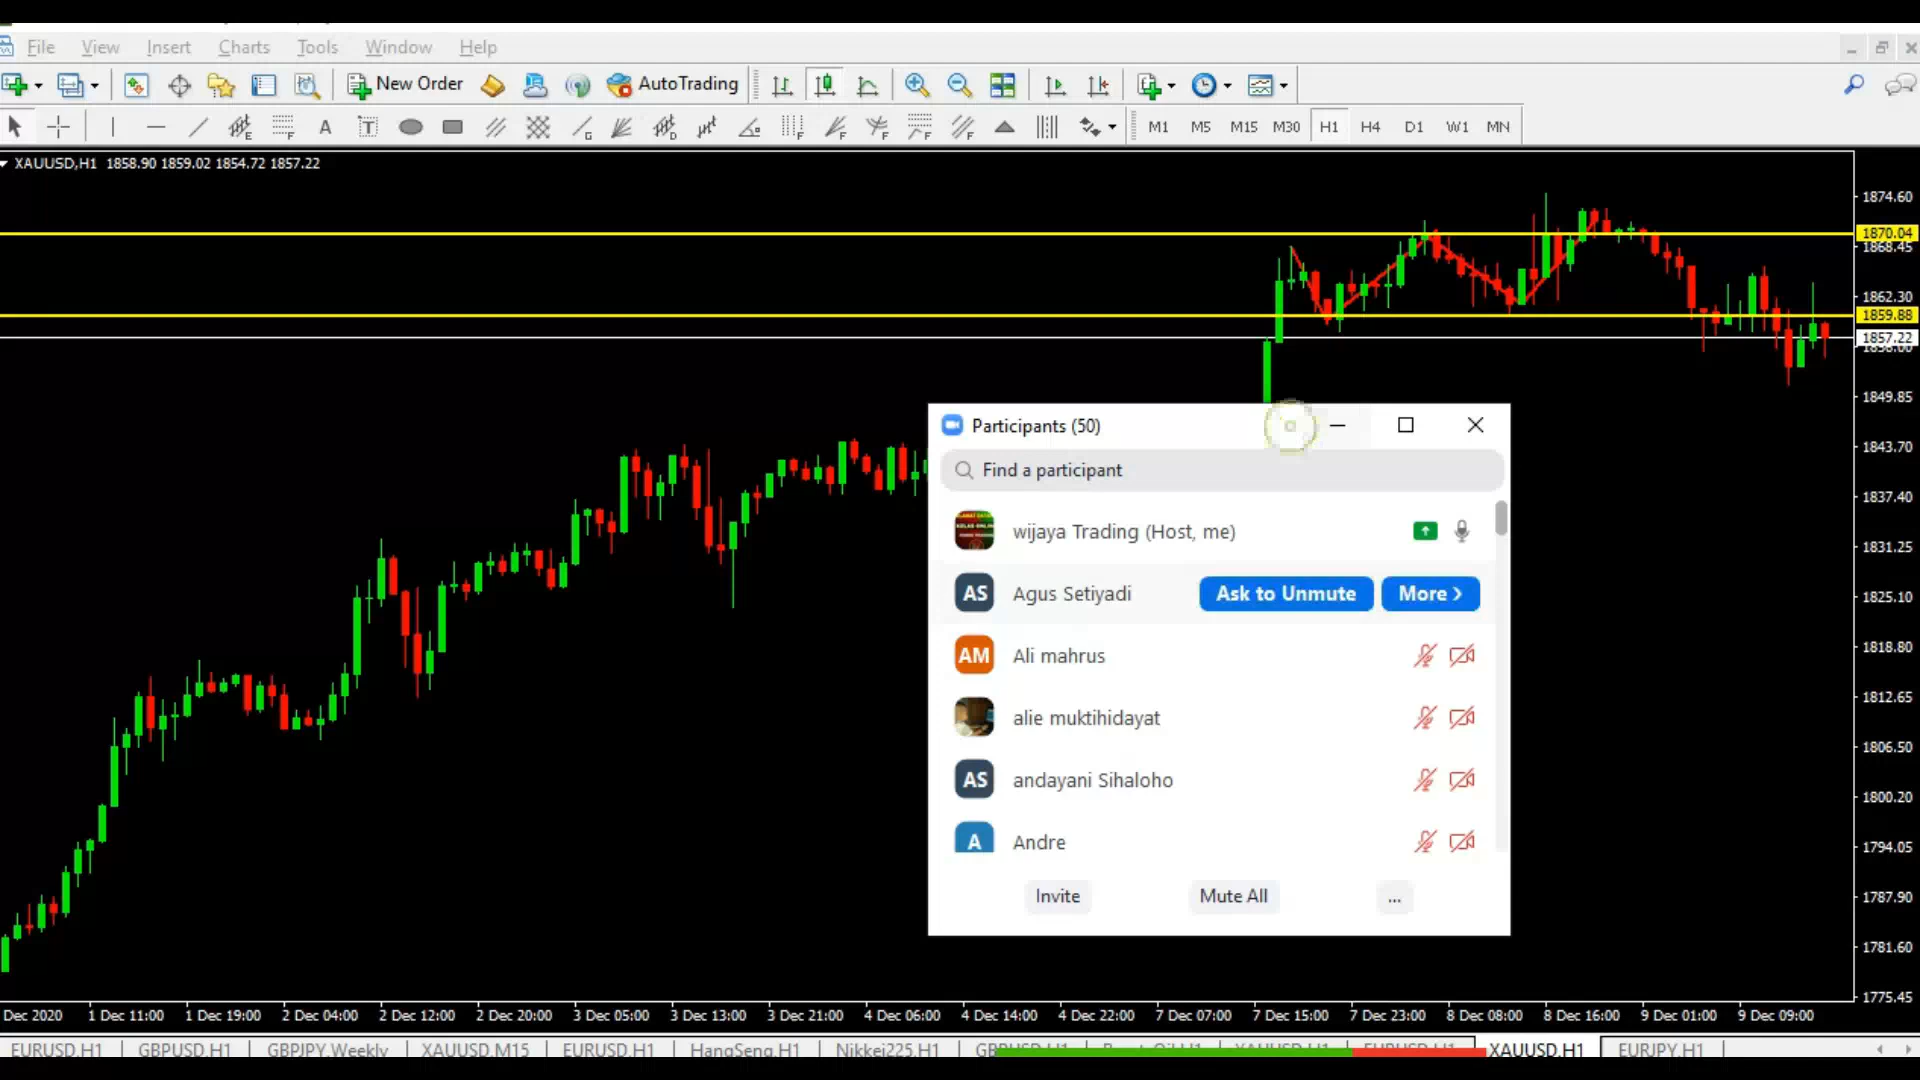 File View Insert Charts Tools Window Help
New Order AutoTrading
A T M1 M5 M15 M30 H1 H4 D1 W1 MN
XAUUSD,H1 1858.90 1859.02 1854.72 1857.22
1874.60
1870.04
1868.45
1862.30
1859.88
1857.22
1849.85
1843.70
1837.40
1831.25
1825.10
1818.80
1812.65
1806.50
1800.20
1794.05
1787.90
1781.60
1775.45
Participants (50)
Find a participant
wijaya Trading (Host, me)
AS Agus Setiyadi Ask to Unmute More
AM Ali mahrus
alie muktihidayat
AS andayani Sihaloho
A Andre
Invite Mute All ...
Dec 2020 1 Dec 11:00 1 Dec 19:00 2 Dec 04:00 2 Dec 12:00 2 Dec 20:00 3 Dec 05:00 3 Dec 13:00 3 Dec 21:00 4 Dec 06:00 4 Dec 14:00 4 Dec 22:00 7 Dec 07:00 7 Dec 15:00 7 Dec 23:00 8 Dec 08:00 8 Dec 16:00 9 Dec 01:00 9 Dec 09:00
EURUSD,H1 GBPUSD,H1 GBPJPY,Weekly XAUUSD,M15 EURUSD,H1 HangSeng,H1 Nikkei225,H1 XAUUSD,H1 EURUSD,H1 XAUUSD,H1 EURJPY,H1